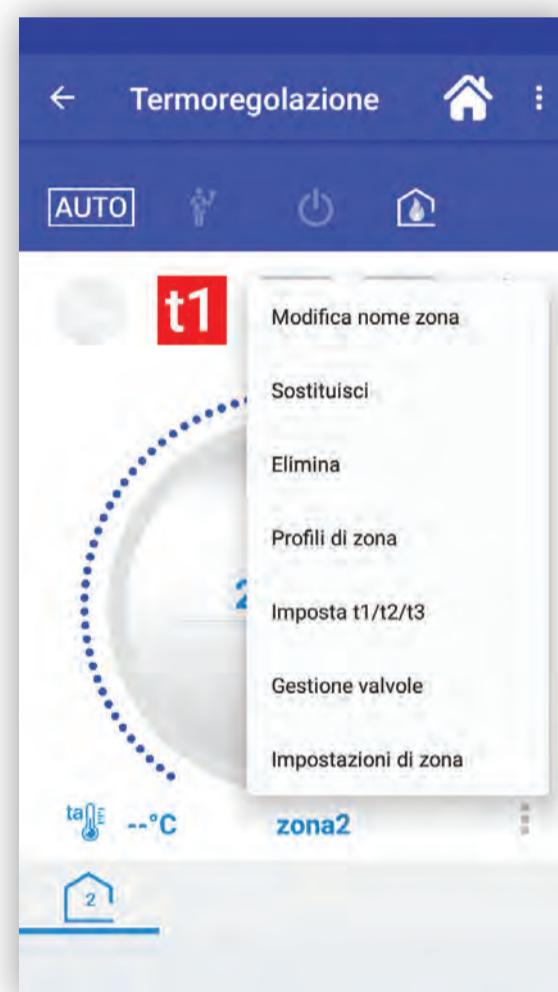 Termoregolazione
AUTO
t1
Modifica nome zona
Sostituisci
Elimina
Profili di zona
2
Imposta t1/t2/t3
Gestione valvole
Impostazioni di zona
ta --°C zona2
2